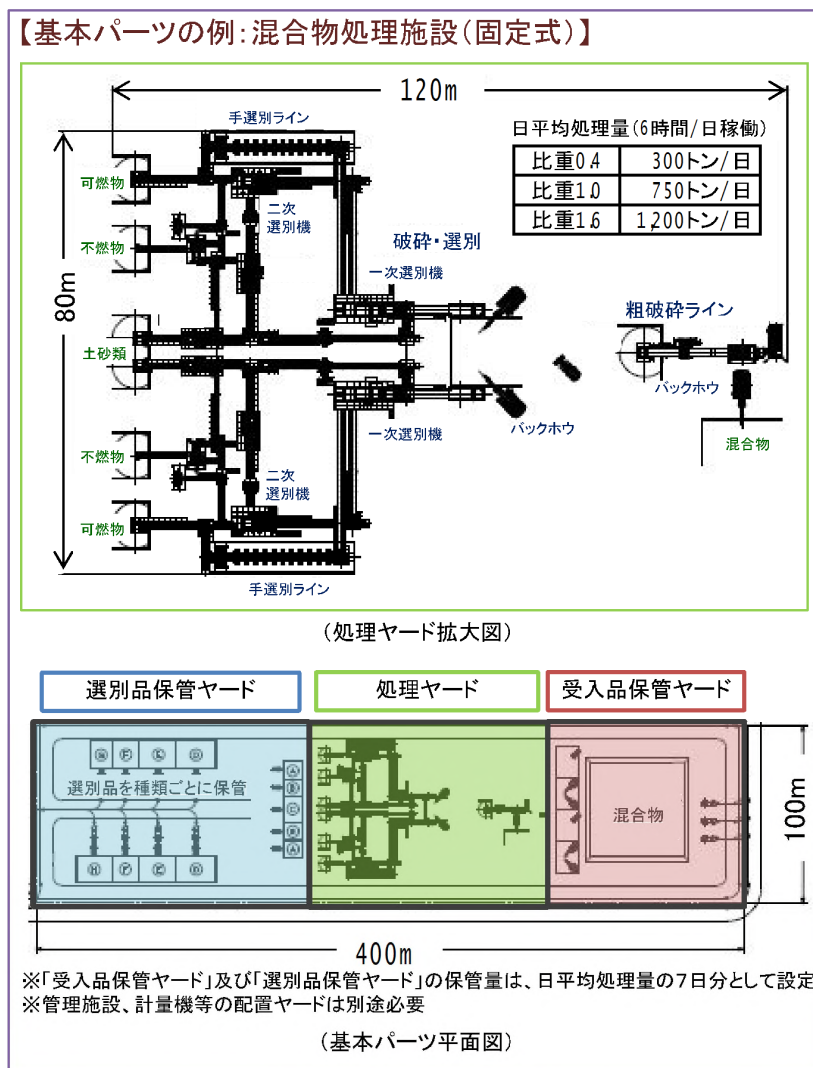 【基本パーツの例：混合物処理施設（固定式）】
120m
手選別ライン
日平均処理量（6時間/日稼働）
比重0.4 300トン/日
比重1.0 750トン/日
比重1.6 1,200トン/日
可燃物
二次
選別機
不燃物
破砕・選別
一次選別機
80m
粗破砕ライン
土砂類
バックホウ
一次選別機
バックホウ
混合物
不燃物
二次
選別機
可燃物
手選別ライン
（処理ヤード拡大図）
選別品保管ヤード 処理ヤード 受入品保管ヤード
選別品を種類ごとに保管
混合物
100m
400m
※「受入品保管ヤード」及び「選別品保管ヤード」の保管量は、日平均処理量の7日分として設定
※管理施設、計量機等の配置ヤードは別途必要
（基本パーツ平面図）